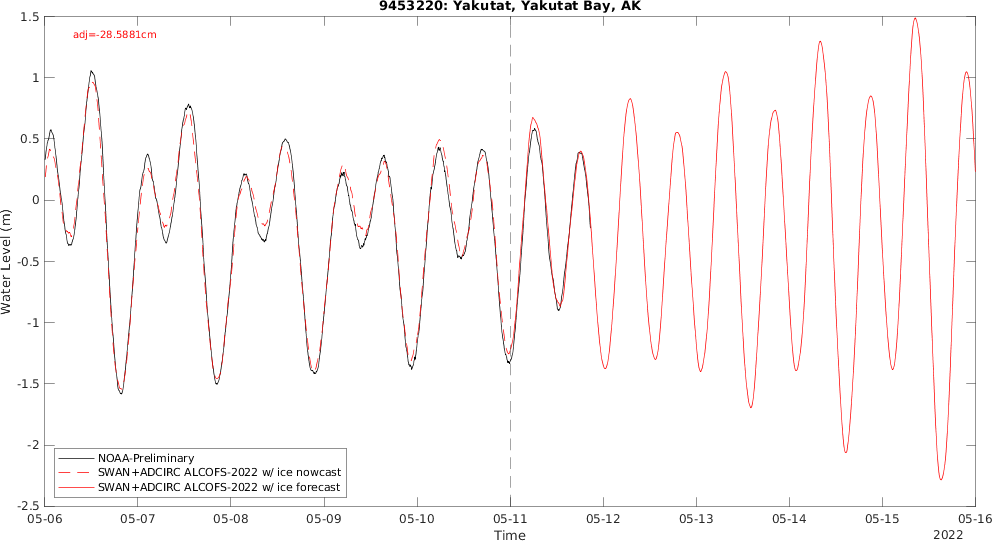 9453220: Yakutat, Yakutat Bay, AK
adj=-28.5881cm
1.5
1
0.5
0
-0.5
-1
-1.5
-2
-2.5
Water Level (m)
NOAA-Preliminary
SWAN+ADCIRC ALCOFS-2022 w/ ice nowcast
SWAN+ADCIRC ALCOFS-2022 w/ ice forecast
05-06 05-07 05-08 05-09 05-10 05-11 05-12 05-13 05-14 05-15 05-16
Time
2022